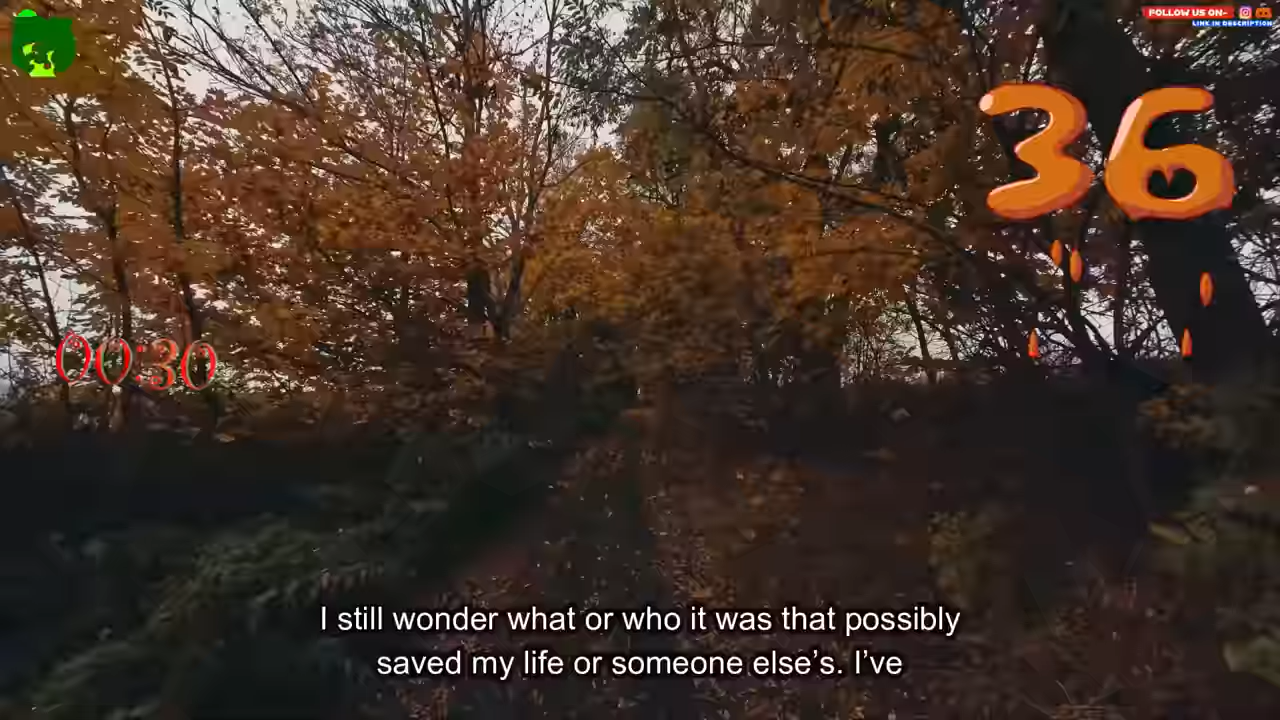 FOLLOW US ON-
LINK IN DESCRIPTION
36
00:30
I still wonder what or who it was that possibly
saved my life or someone else's. I've